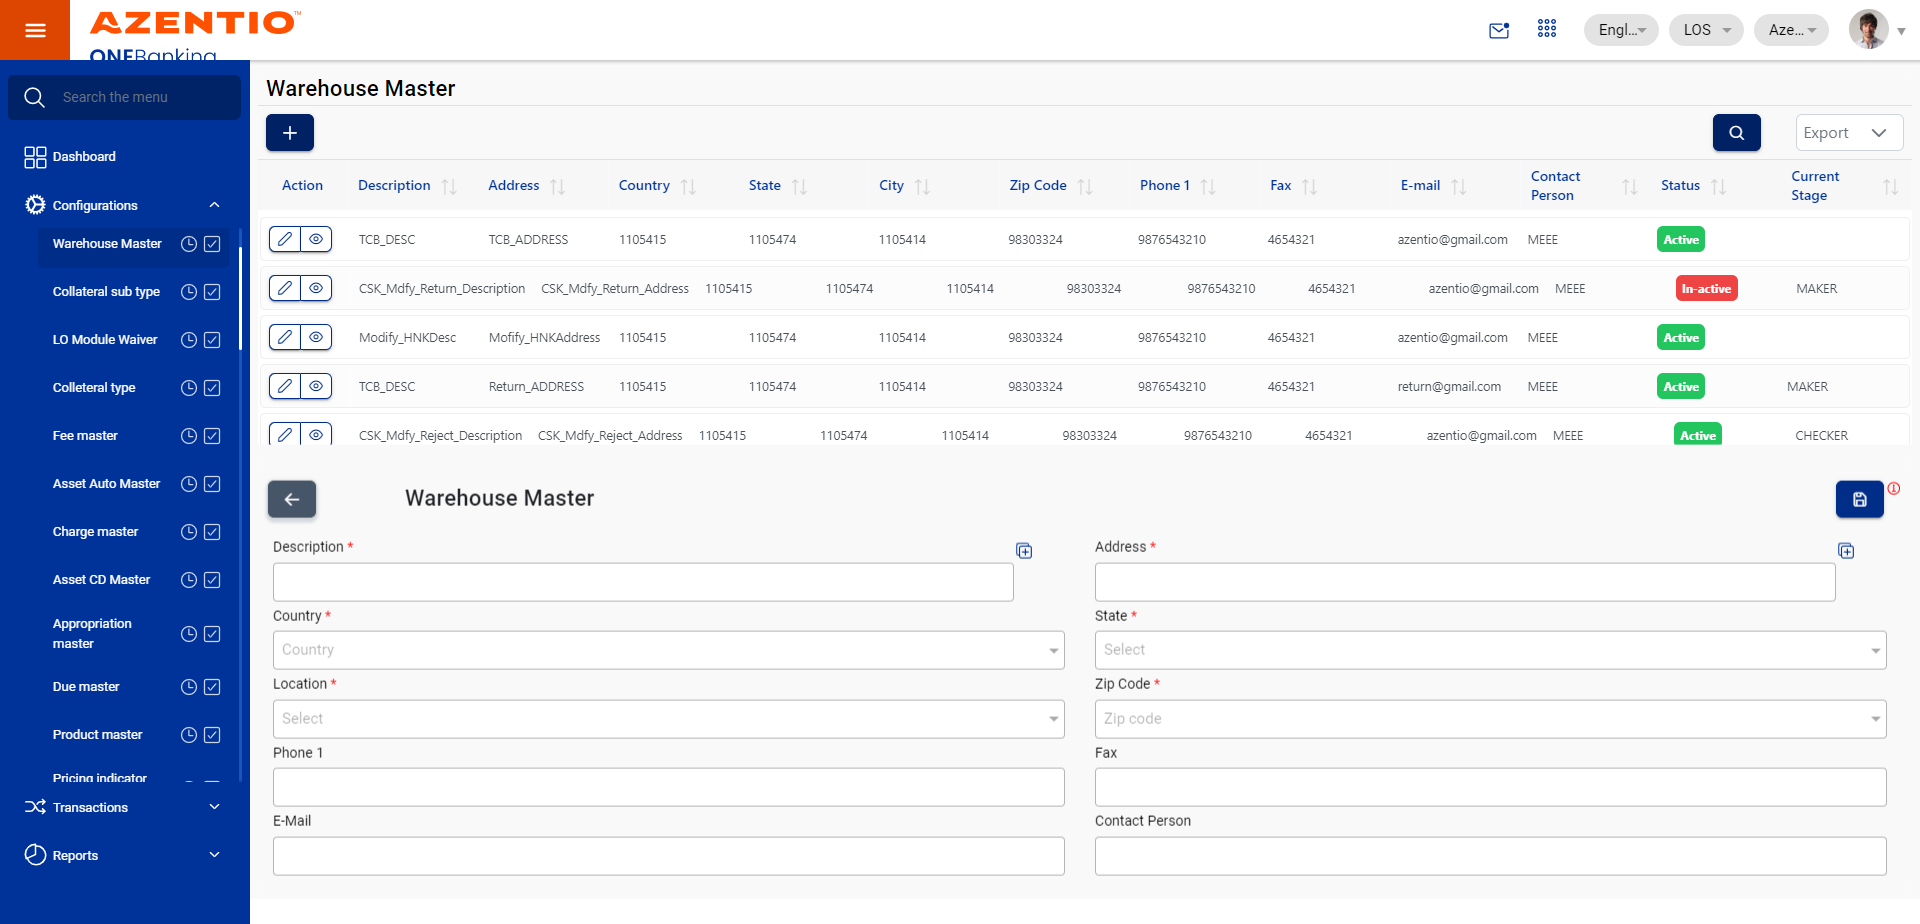 AZENTIO™
ONEBanking
Engl...
LOS
Aze...
Search the menu
Dashboard
Configurations
Warehouse Master
Collateral sub type
LO Module Waiver
Colleteral type
Fee master
Asset Auto Master
Charge master
Asset CD Master
Appropriation
master
Due master
Product master
Pricing indicator
Transactions
Reports
Warehouse Master
Export
Action Description Address Country State City Zip Code Phone 1 Fax E-mail Contact Person Status Current Stage
TCB_DESC TCB_ADDRESS 1105415 1105474 1105414 98303324 9876543210 4654321 azentio@gmail.com MEEE Active
CSK_Mdfy_Return_Description CSK_Mdfy_Return_Address 1105415 1105474 1105414 98303324 9876543210 4654321 azentio@gmail.com MEEE In-active MAKER
Modify_HNKDesc Mofify_HNKAddress 1105415 1105474 1105414 98303324 9876543210 4654321 azentio@gmail.com MEEE Active
TCB_DESC Return_ADDRESS 1105415 1105474 1105414 98303324 9876543210 4654321 return@gmail.com MEEE Active MAKER
CSK_Mdfy_Reject_Description CSK_Mdfy_Reject_Address 1105415 1105474 1105414 98303324 9876543210 4654321 azentio@gmail.com MEEE Active CHECKER
Warehouse Master
Description * Address *
Country * State *
Country Select
Location * Zip Code *
Select Zip code
Phone 1 Fax
E-Mail Contact Person